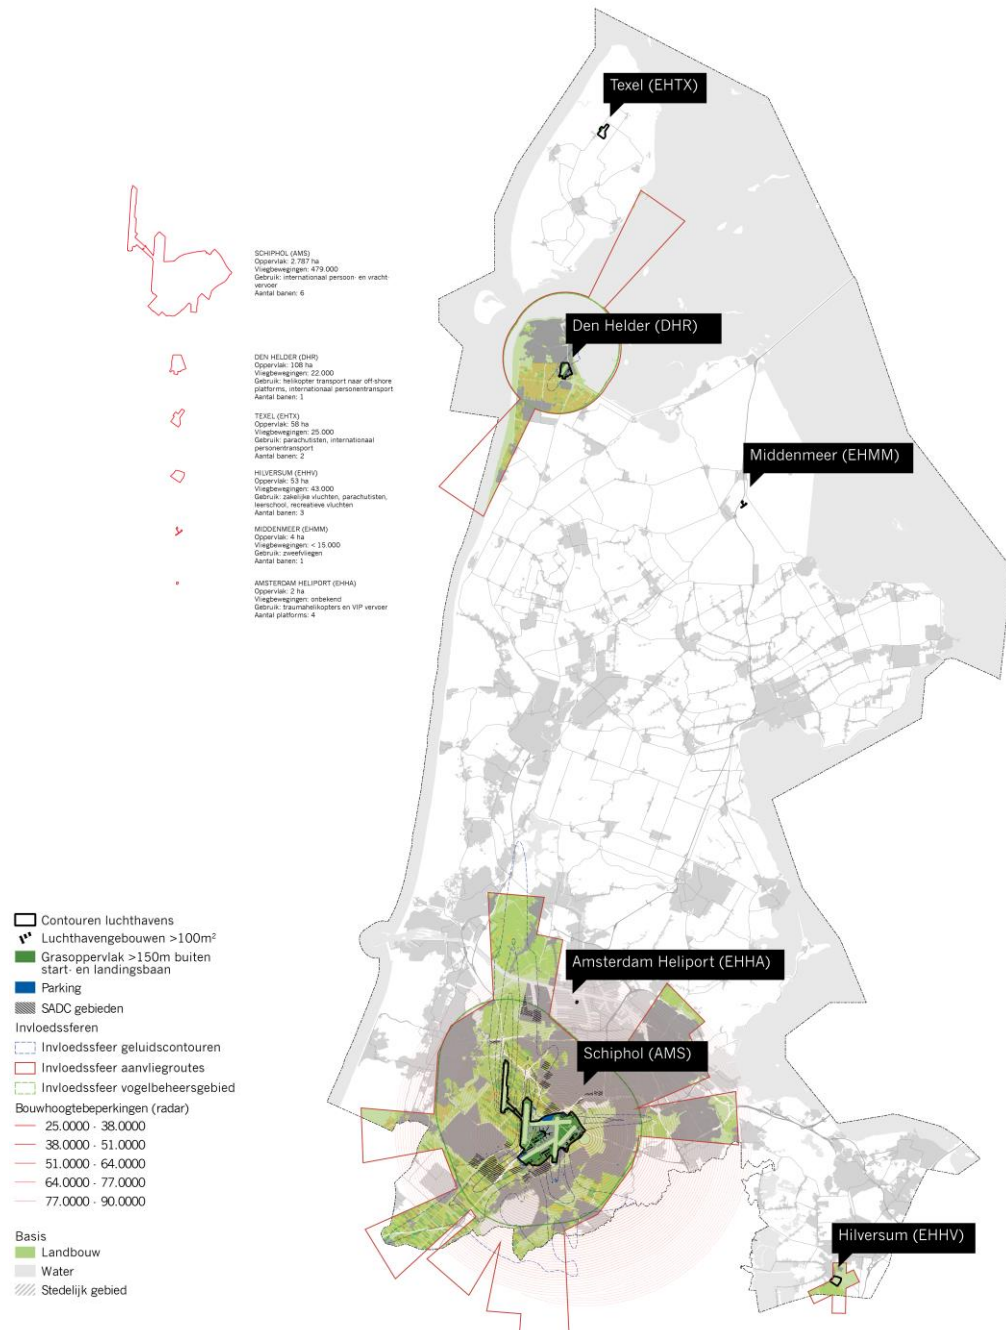 Texel (EHTX)
SCHIPHOL (AMS)
Oppervlak: 2.787 ha
Vliegbewegingen: 479.000
Gebruik: internationaal persoon- en vracht-
vervoer
Aantal banen: 6
Den Helder (DHR)
DEN HELDER (DHR)
Oppervlak: 108 ha
Vliegbewegingen: 22.000
Gebruik: helikopter transport naar off-shore
platforms, internationaal personentransport
Aantal banen: 1
TEXEL (EHTX)
Oppervlak: 58 ha
Vliegbewegingen: 25.000
Gebruik: parachutisten, internationaal
personentransport
Aantal banen: 2
Middenmeer (EHMM)
HILVERSUM (EHHV)
Oppervlak: 53 ha
Vliegbewegingen: 43.000
Gebruik: zakelijke vluchten, parachutisten,
leerschool, recreatieve vluchten
Aantal banen: 3
MIDDENMEER (EHMM)
Oppervlak: 4 ha
Vliegbewegingen: < 15.000
Gebruik: zweefvliegen
Aantal banen: 1
AMSTERDAM HELIPORT (EHHA)
Oppervlak: 2 ha
Vliegbewegingen: onbekend
Gebruik: traumahelikopters en VIP vervoer
Aantal platforms: 4
Contouren luchthavens
Luchthavengebouwen >100m²
Grasoppervlak >150m buiten
start- en landingsbaan
Parking
SADC gebieden
Invloedssferen
Invloedssfeer geluidscontouren
Invloedssfeer aanvliegroutes
Invloedssfeer vogelbeheersgebied
Bouwhoogtebeperkingen (radar)
25.0000 - 38.0000
38.0000 - 51.0000
51.0000 - 64.0000
64.0000 - 77.0000
77.0000 - 90.0000
Basis
Landbouw
Water
Stedelijk gebied
Amsterdam Heliport (EHHA)
Schiphol (AMS)
Hilversum (EHHV)